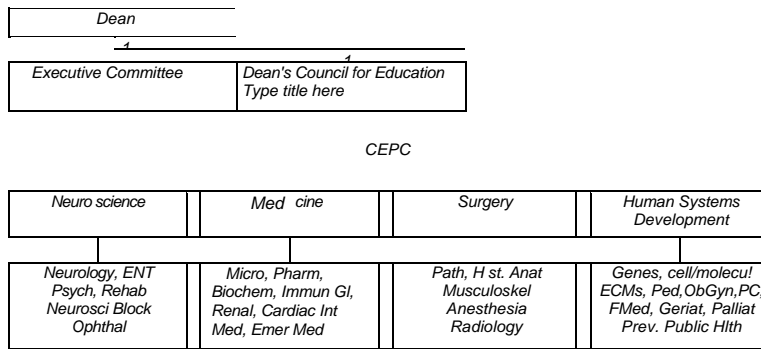 Dean
1
1
Executive Committee
Dean's Council for Education
Type title here
CEPC
Neuro science
Med cine
Surgery
Human Systems
Development
Neurology, ENT
Psych, Rehab
Neurosci Block
Ophthal
Micro, Pharm,
Biochem, Immun GI,
Renal, Cardiac Int
Med, Emer Med
Path, H st. Anat
Musculoskel
Anesthesia
Radiology
Genes, cell/molecu!
ECMs, Ped,ObGyn,PC,
FMed, Geriat, Palliat
Prev. Public Hlth